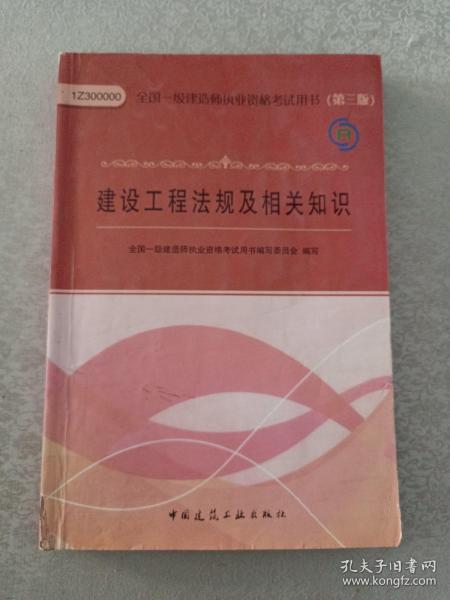 1Z300000 全国一级建造师执业资格考试用书(第三版)
建设工程法规及相关知识
全国一级建造师执业资格考试用书编写委员会 编写
中国建筑工业出版社
孔夫子旧书网
www.kongfz.com